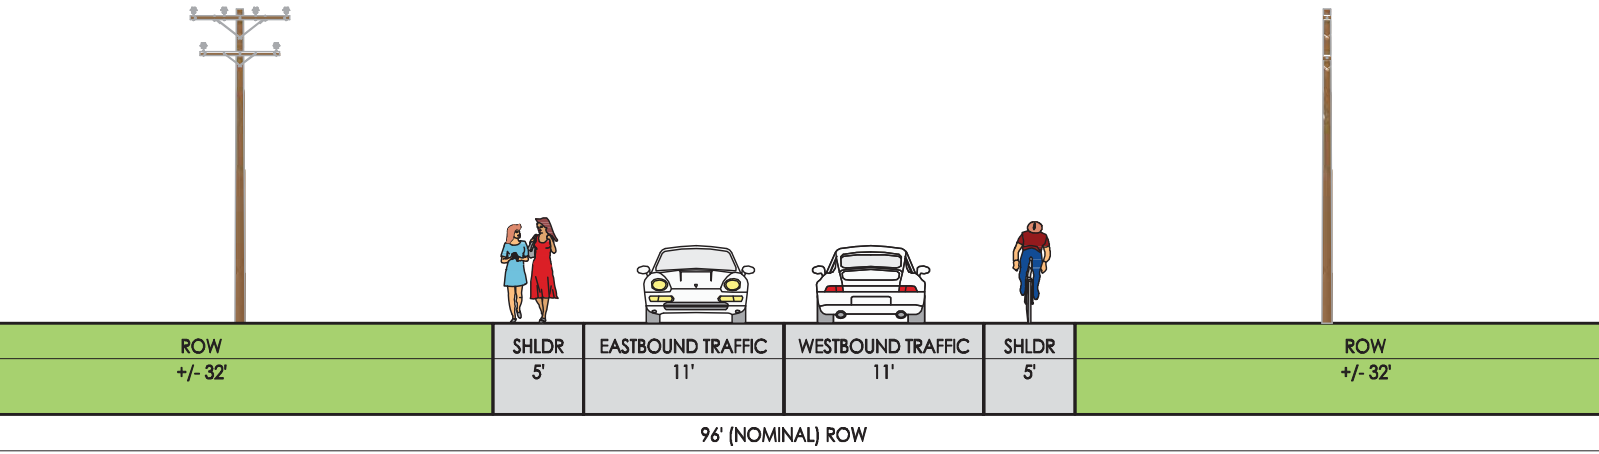 ROW SHLDR EASTBOUND TRAFFIC WESTBOUND TRAFFIC SHLDR ROW
+/- 32' 5' 11' 11' 5' +/- 32'
96' (NOMINAL) ROW